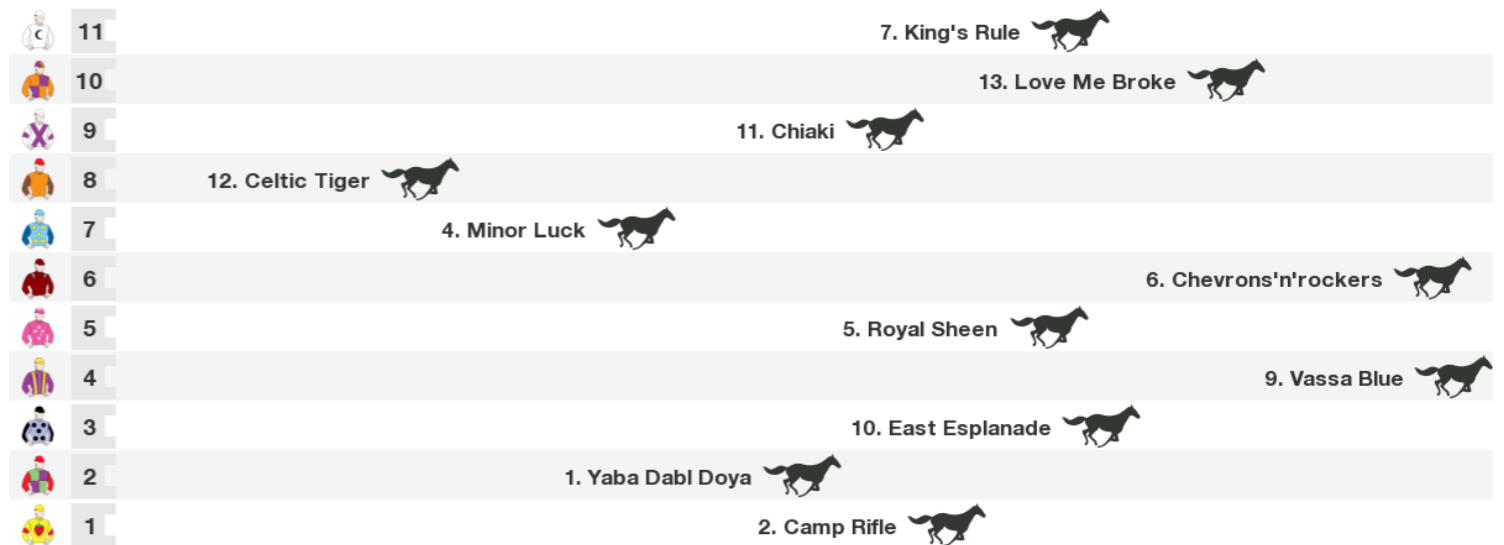 11 7. King's Rule
10 13. Love Me Broke
9 11. Chiaki
8 12. Celtic Tiger
7 4. Minor Luck
6 6. Chevrons'n'rockers
5 5. Royal Sheen
4 9. Vassa Blue
3 10. East Esplanade
2 1. Yaba Dabl Doya
1 2. Camp Rifle